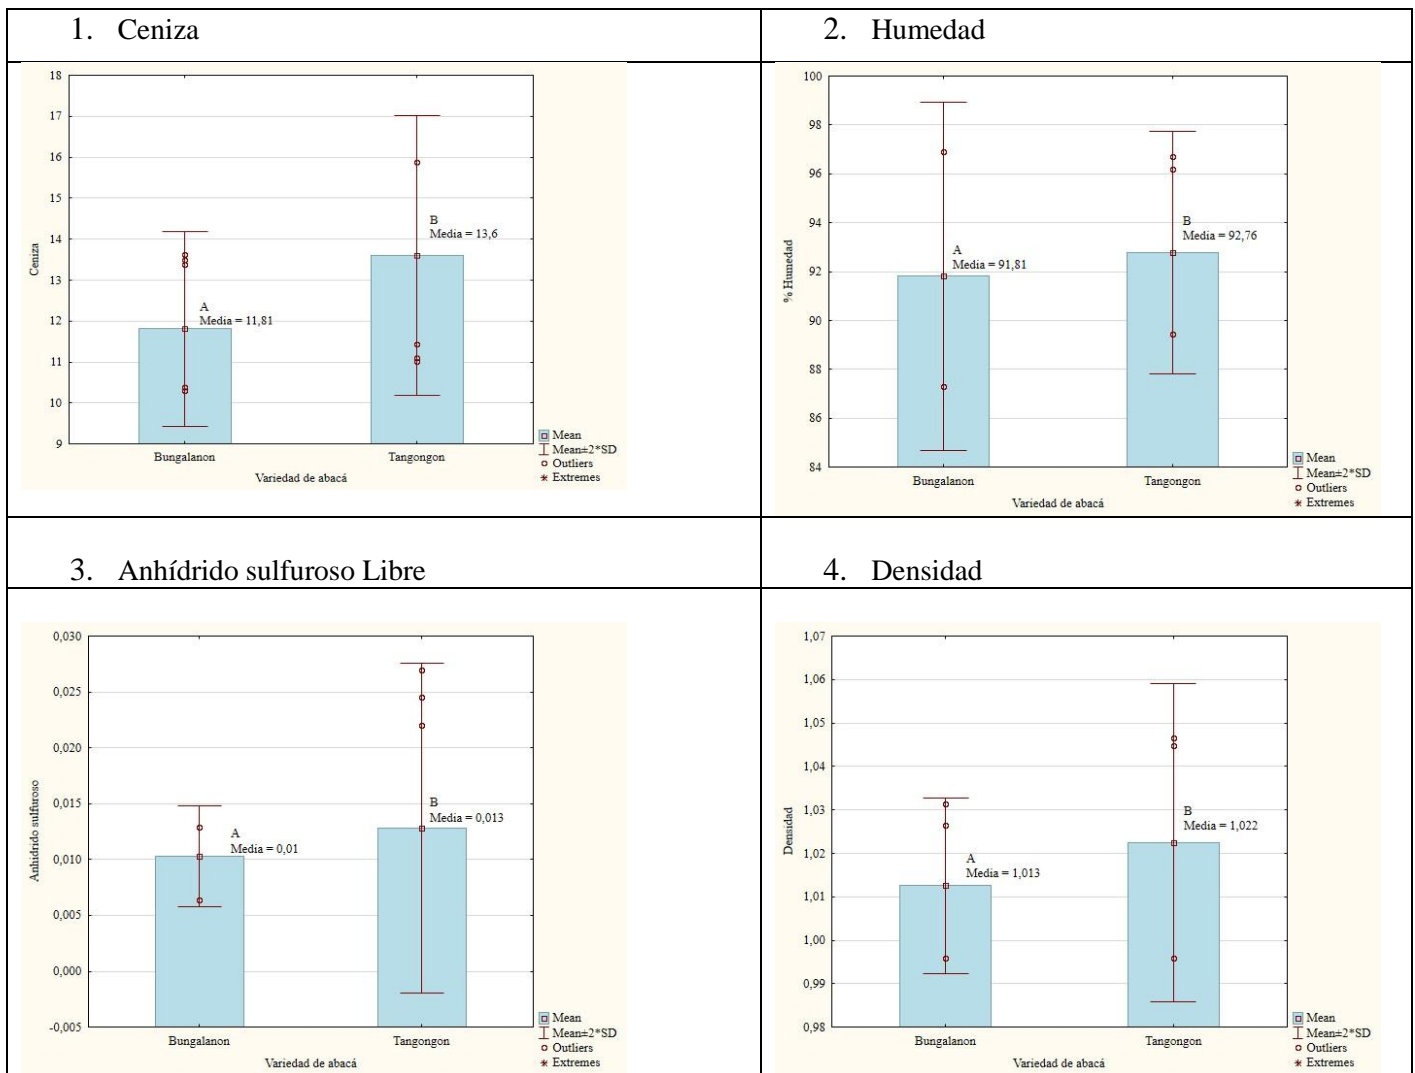 1. Ceniza
2. Humedad
18
17
16
15
14
13
12
11
10
9
Ceniza
A
Media = 11,81
B
Media = 13,6
Bungalanon
Tangongon
Variedad de abacá
Mean
Mean±2*SD
Outliers
Extremes
100
98
96
94
92
90
88
86
84
% Humedad
A
Media = 91,81
B
Media = 92,76
Bungalanon
Tangongon
Variedad de abacá
Mean
Mean±2*SD
Outliers
Extremes
3. Anhídrido sulfuroso Libre
4. Densidad
0,030
0,025
0,020
0,015
0,010
0,005
0,000
-0,005
Anhidrido sulfuroso
A
Media = 0,01
B
Media = 0,013
Bungalanon
Tangongon
Variedad de abacá
Mean
Mean±2*SD
Outliers
Extremes
1,07
1,06
1,05
1,04
1,03
1,02
1,01
1,00
0,99
0,98
Densidad
A
Media = 1,013
B
Media = 1,022
Bungalanon
Tangongon
Variedad de abacá
Mean
Mean±2*SD
Outliers
Extremes